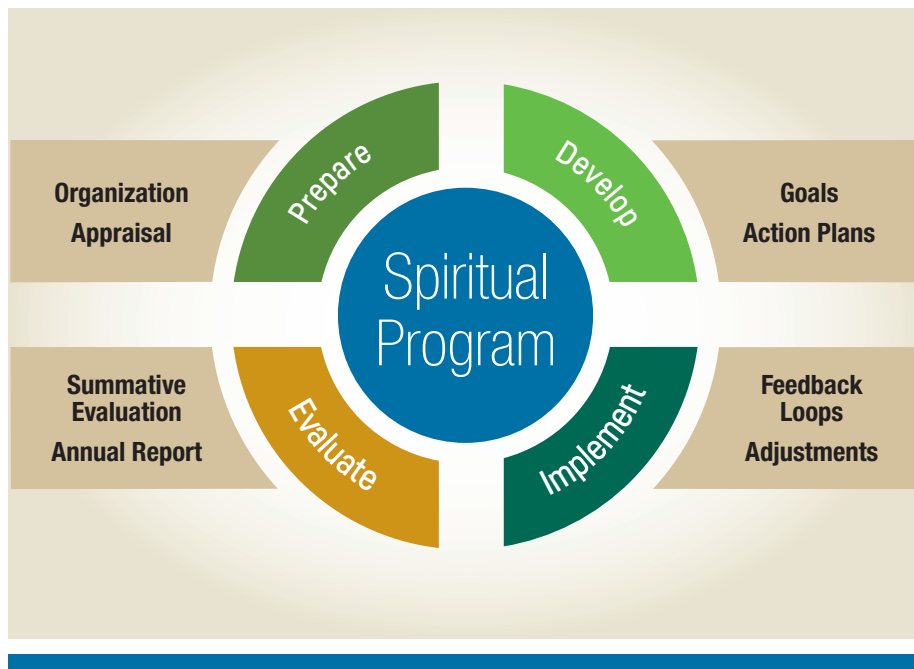 Prepare
Organization
Appraisal
Develop
Goals
Action Plans
Spiritual
Program
Implement
Feedback
Loops
Adjustments
Evaluate
Summative
Evaluation
Annual Report